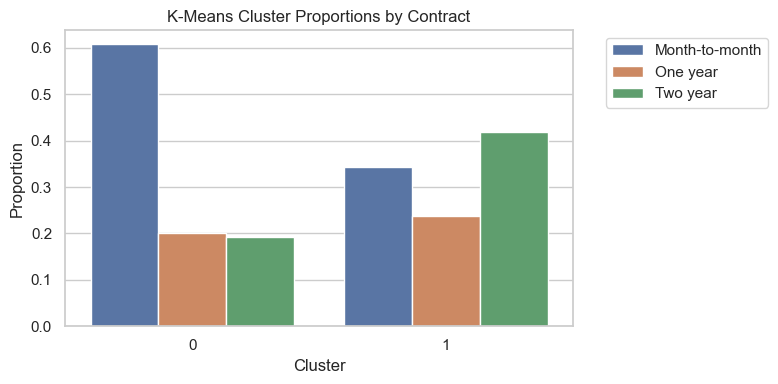 K-Means Cluster Proportions by Contract
Month-to-month
One year
Two year
Proportion
0.6
0.5
0.4
0.3
0.2
0.1
0.0
0
1
Cluster